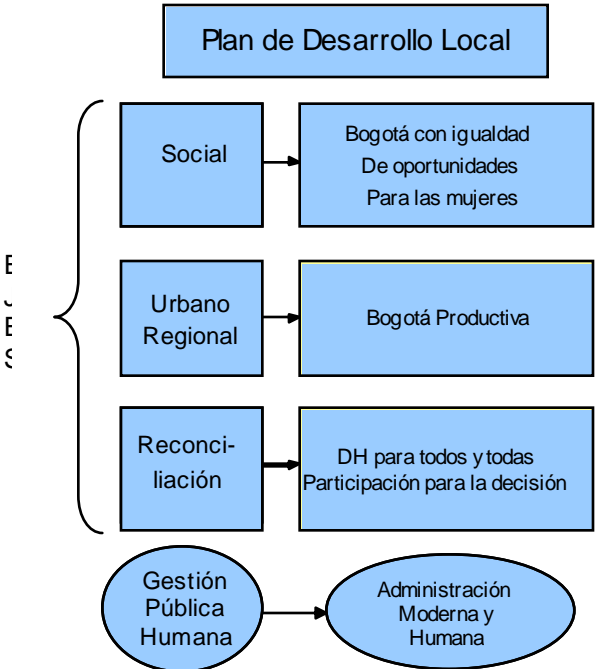 Plan de Desarrollo Local
Social
Bogotá con igualdad
De oportunidades
Para las mujeres
Urbano
Regional
Bogotá Productiva
Reconci-
liación
DH para todos y todas
Participación para la decisión
Gestión
Pública
Humana
Administración
Moderna y
Humana